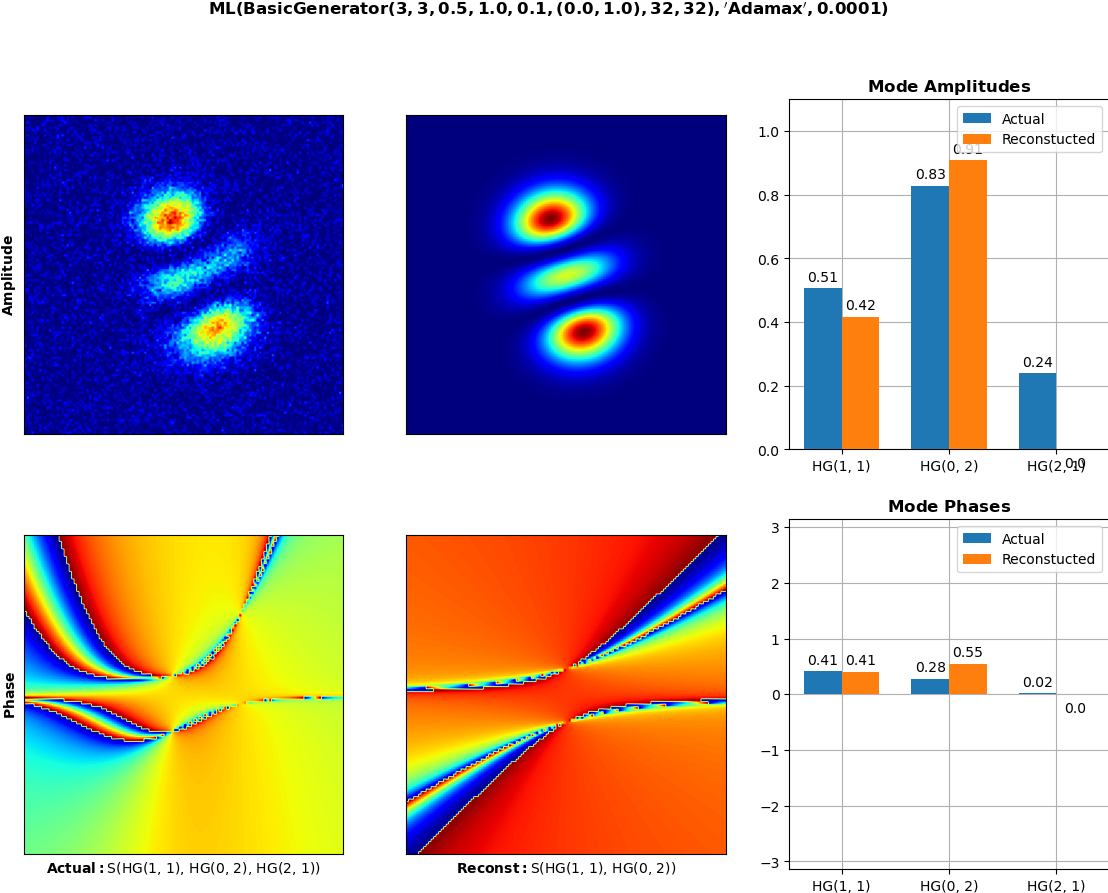 ML(BasicGenerator(3, 3, 0.5, 1.0, 0.1, (0.0, 1.0), 32, 32), 'Adamax', 0.0001)
Amplitude
Mode Amplitudes
Actual
Reconstucted
1.0
0.8
0.6
0.4
0.2
0.0
0.51
0.42
0.83
0.91
0.24
0.0
HG(1, 1)
HG(0, 2)
HG(2, 1)
Phase
Actual: S(HG(1, 1), HG(0, 2), HG(2, 1))
Reconst: S(HG(1, 1), HG(0, 2))
Mode Phases
Actual
Reconstucted
3
2
1
0
−1
−2
−3
0.41
0.41
0.28
0.55
0.02
0.0
HG(1, 1)
HG(0, 2)
HG(2, 1)